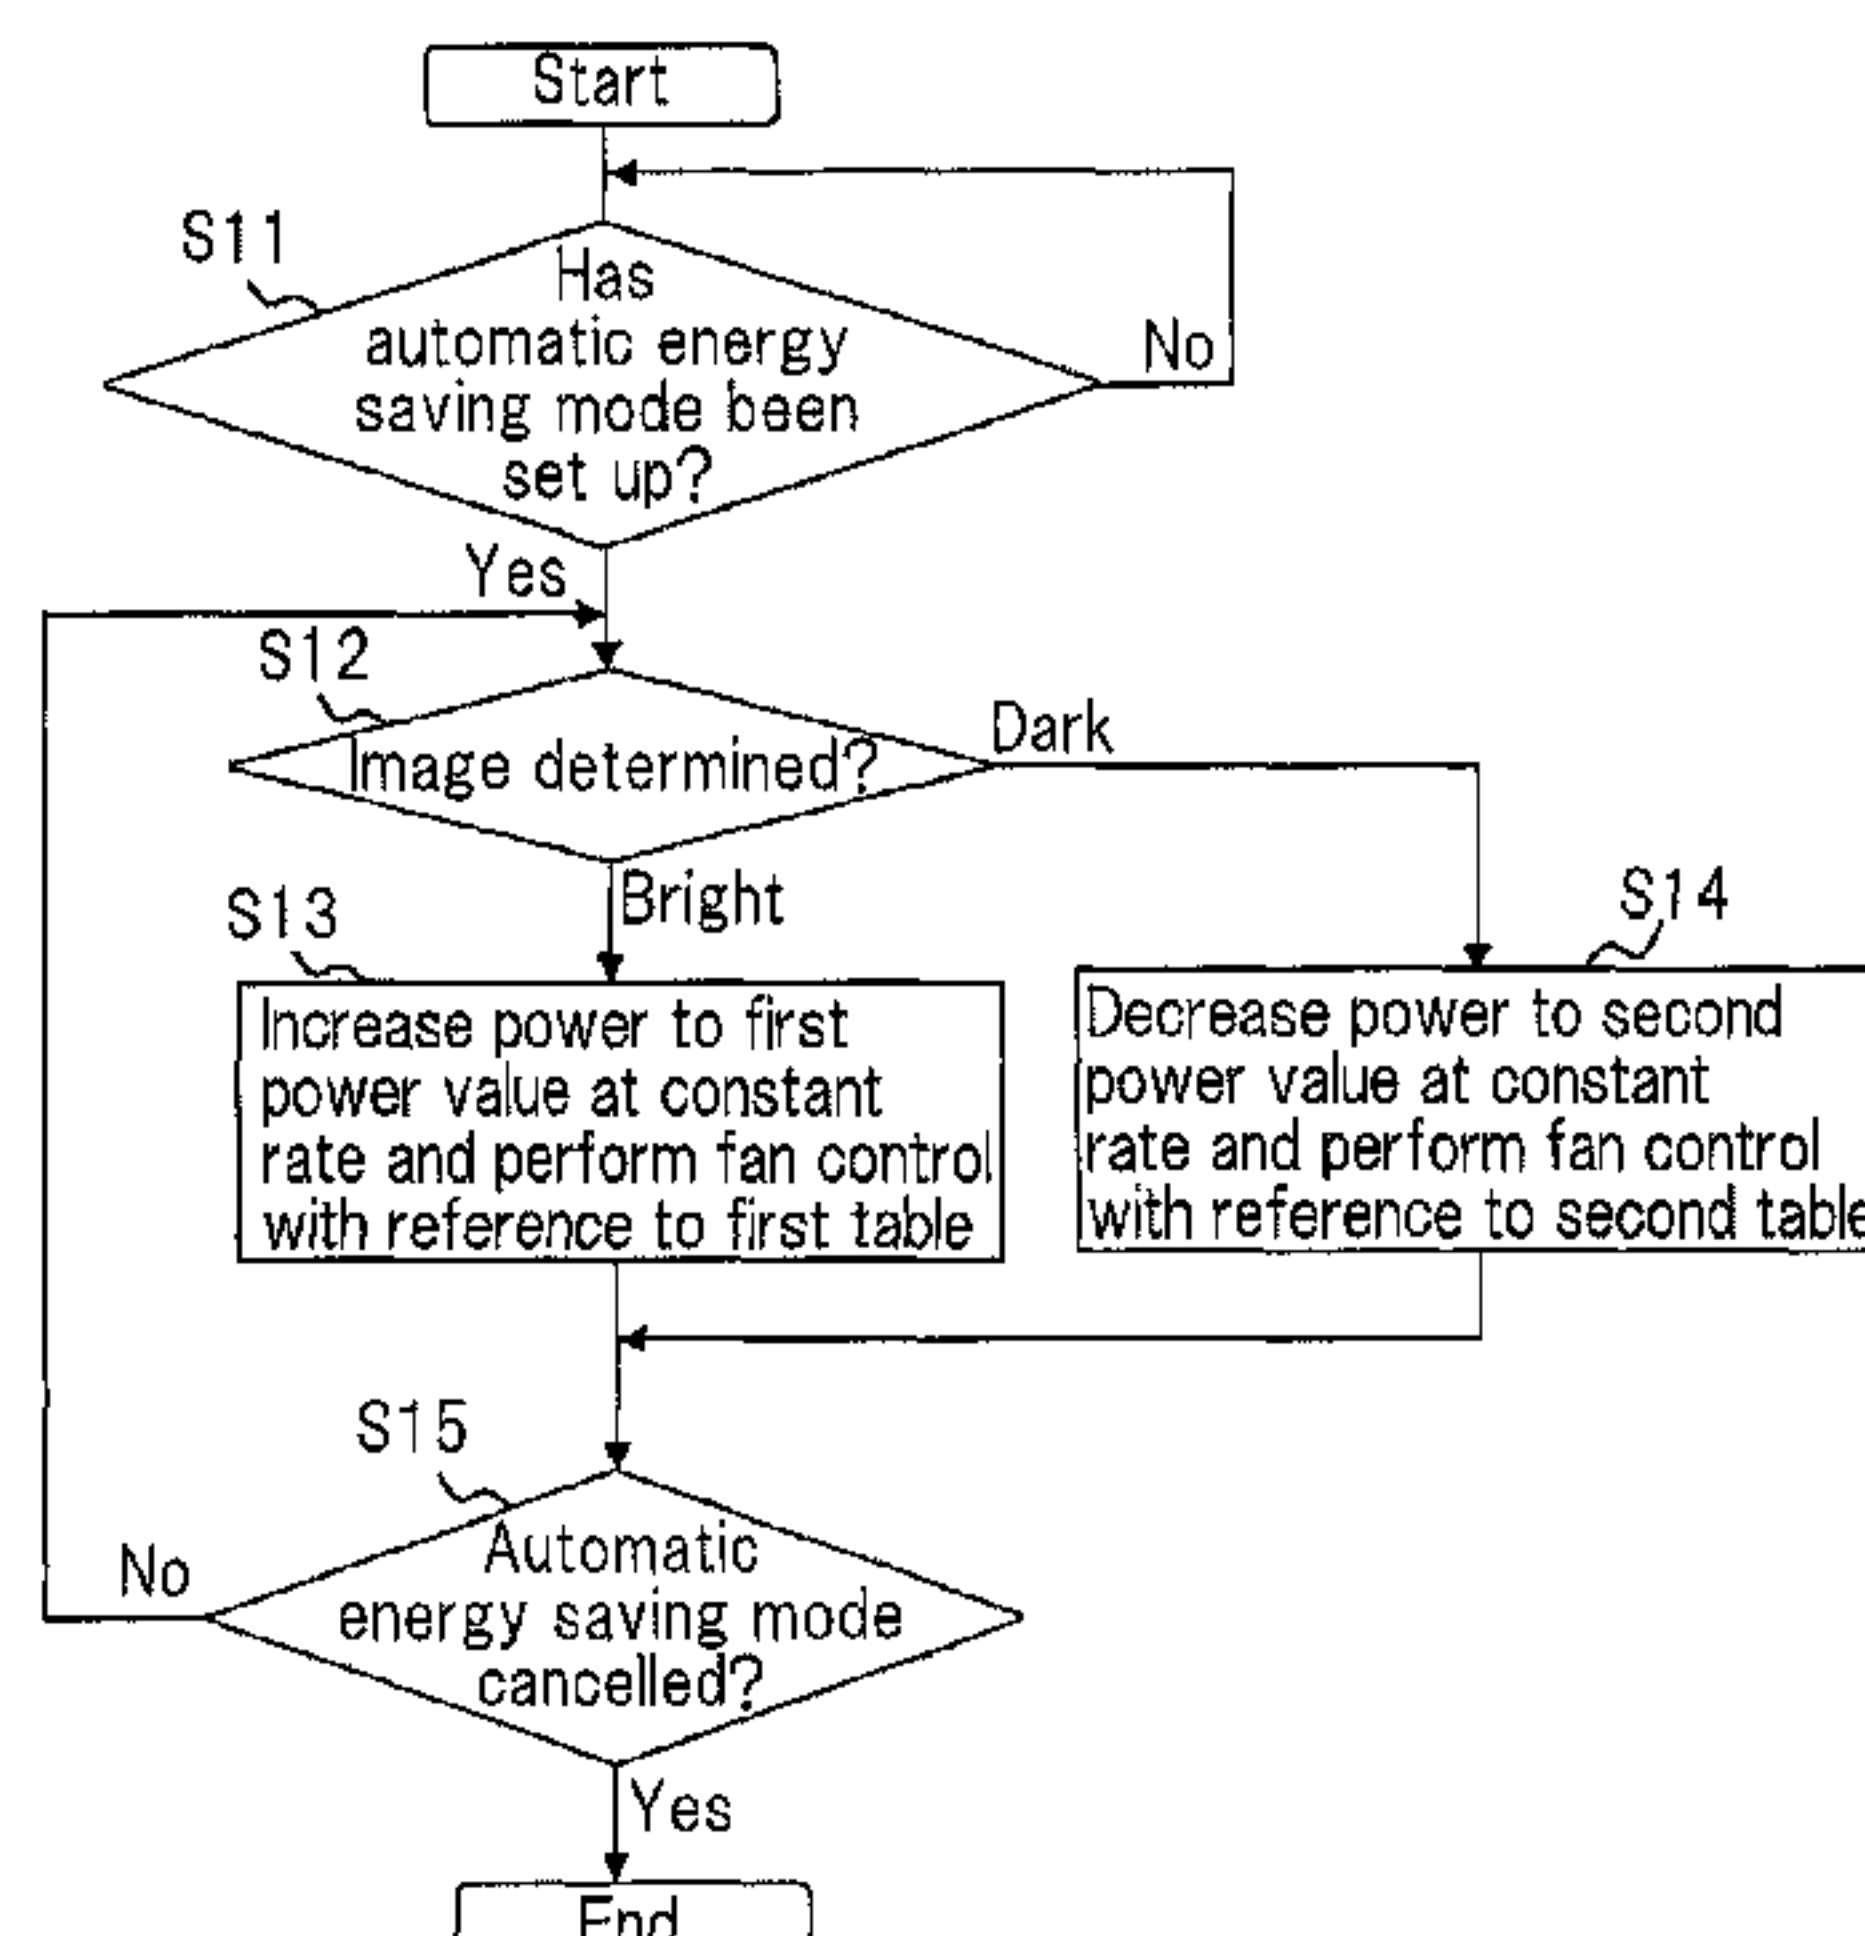 Start
S11
Has
automatic energy
saving mode been
set up?
No
Yes
S12
Image determined?
Dark
Bright
S13
Increase power to first
power value at constant
rate and perform fan control
with reference to first table
S14
Decrease power to second
power value at constant
rate and perform fan control
with reference to second table
S15
Automatic
energy saving mode
cancelled?
No
Yes
End